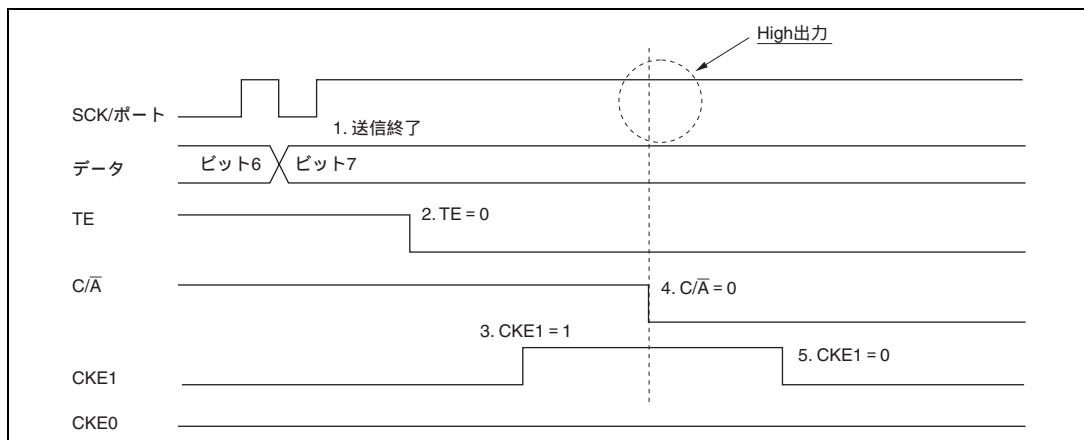 High出力
SCK/ポート
1. 送信終了
データ
ビット6
ビット7
TE
2. TE = 0
C/A̅
4. C/A̅ = 0
3. CKE1 = 1
5. CKE1 = 0
CKE1
CKE0